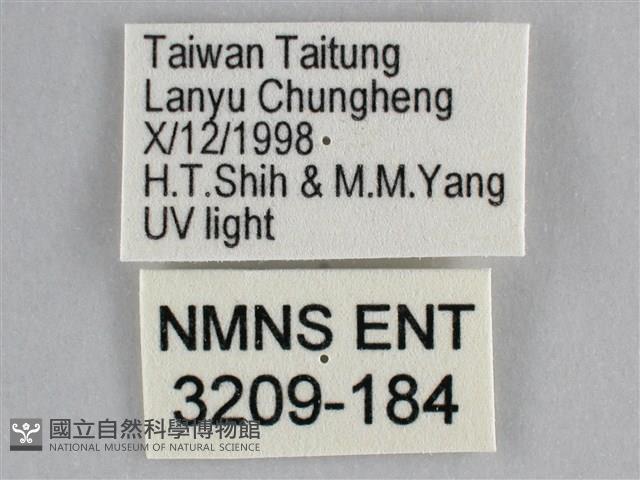 Taiwan Taitung
Lanyu Chungheng
X/12/1998
H.T.Shih & M.M.Yang
UV light
NMNS ENT
3209-184
國立自然科學博物館
NATIONAL MUSEUM OF NATURAL SCIENCE